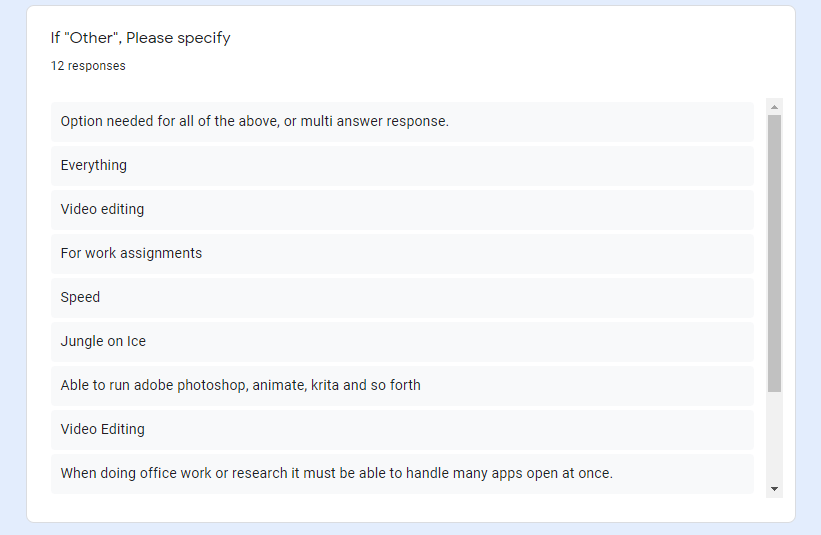 If "Other", Please specify
12 responses
Option needed for all of the above, or multi answer response.
Everything
Video editing
For work assignments
Speed
Jungle on Ice
Able to run adobe photoshop, animate, krita and so forth
Video Editing
When doing office work or research it must be able to handle many apps open at once.